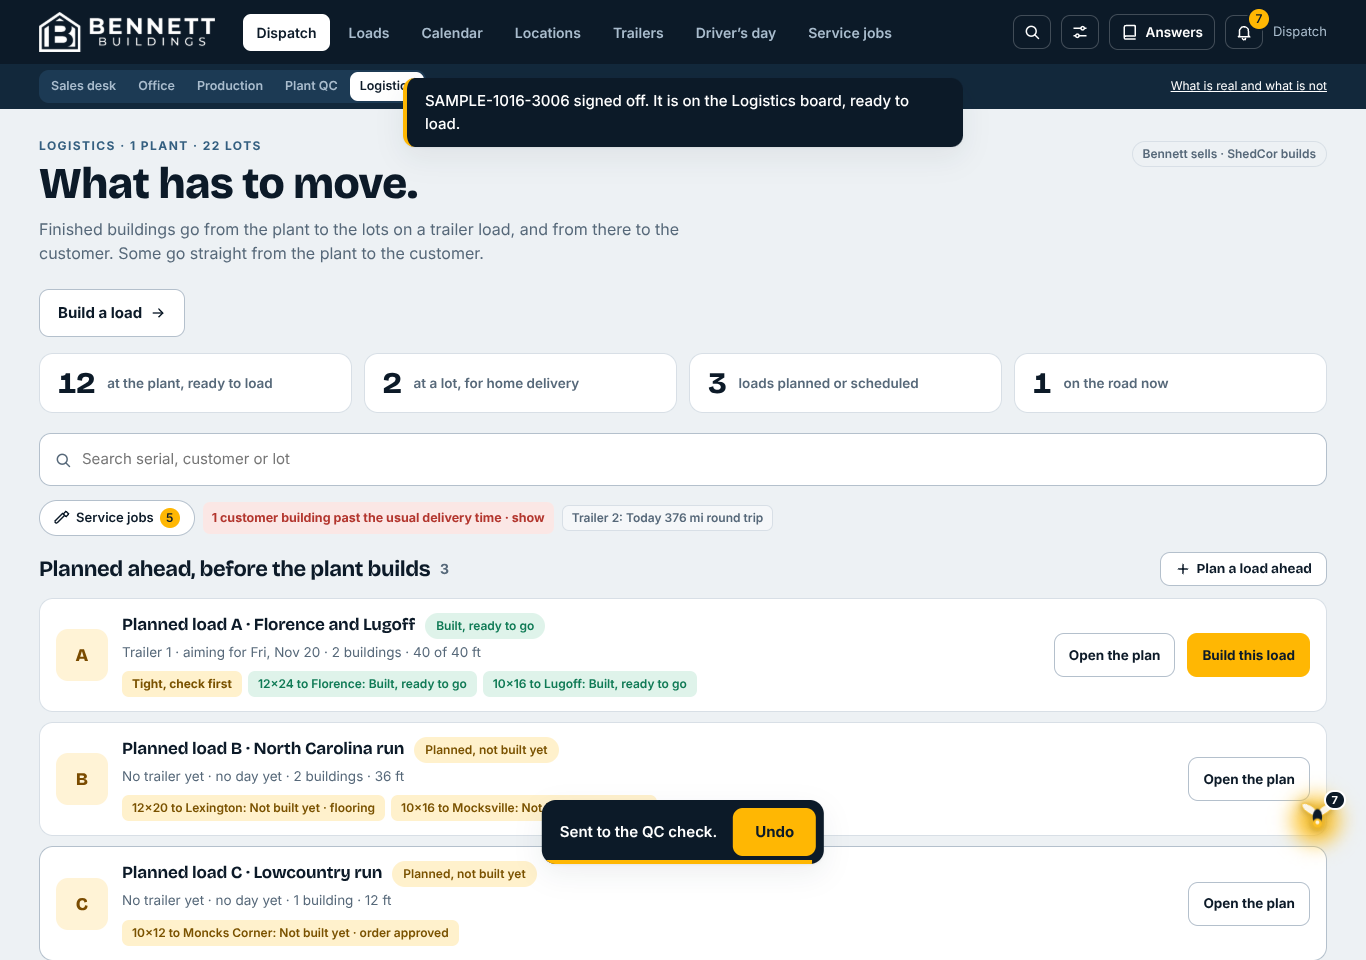 BENNETT
BUILDINGS
Dispatch
Loads
Calendar
Locations
Trailers
Driver's day
Service jobs
Answers
7
Dispatch
Sales desk
Office
Production
Plant QC
Logistic
What is real and what is not
SAMPLE-1016-3006 signed off. It is on the Logistics board, ready to
load.
LOGISTICS · 1 PLANT · 22 LOTS
Bennett sells · ShedCor builds
What has to move.
Finished buildings go from the plant to the lots on a trailer load, and from there to the
customer. Some go straight from the plant to the customer.
Build a load →
12 at the plant, ready to load
2 at a lot, for home delivery
3 loads planned or scheduled
1 on the road now
Search serial, customer or lot
Service jobs 5
1 customer building past the usual delivery time · show
Trailer 2: Today 376 mi round trip
Planned ahead, before the plant builds 3
+ Plan a load ahead
A
Planned load A · Florence and Lugoff
Built, ready to go
Trailer 1 · aiming for Fri, Nov 20 · 2 buildings · 40 of 40 ft
Tight, check first
12×24 to Florence: Built, ready to go
10×16 to Lugoff: Built, ready to go
Open the plan
Build this load
B
Planned load B · North Carolina run
Planned, not built yet
No trailer yet · no day yet · 2 buildings · 36 ft
12×20 to Lexington: Not built yet · flooring
10×16 to Mocksville: Not
Open the plan
7
Sent to the QC check.
Undo
C
Planned load C · Lowcountry run
Planned, not built yet
No trailer yet · no day yet · 1 building · 12 ft
10×12 to Moncks Corner: Not built yet · order approved
Open the plan